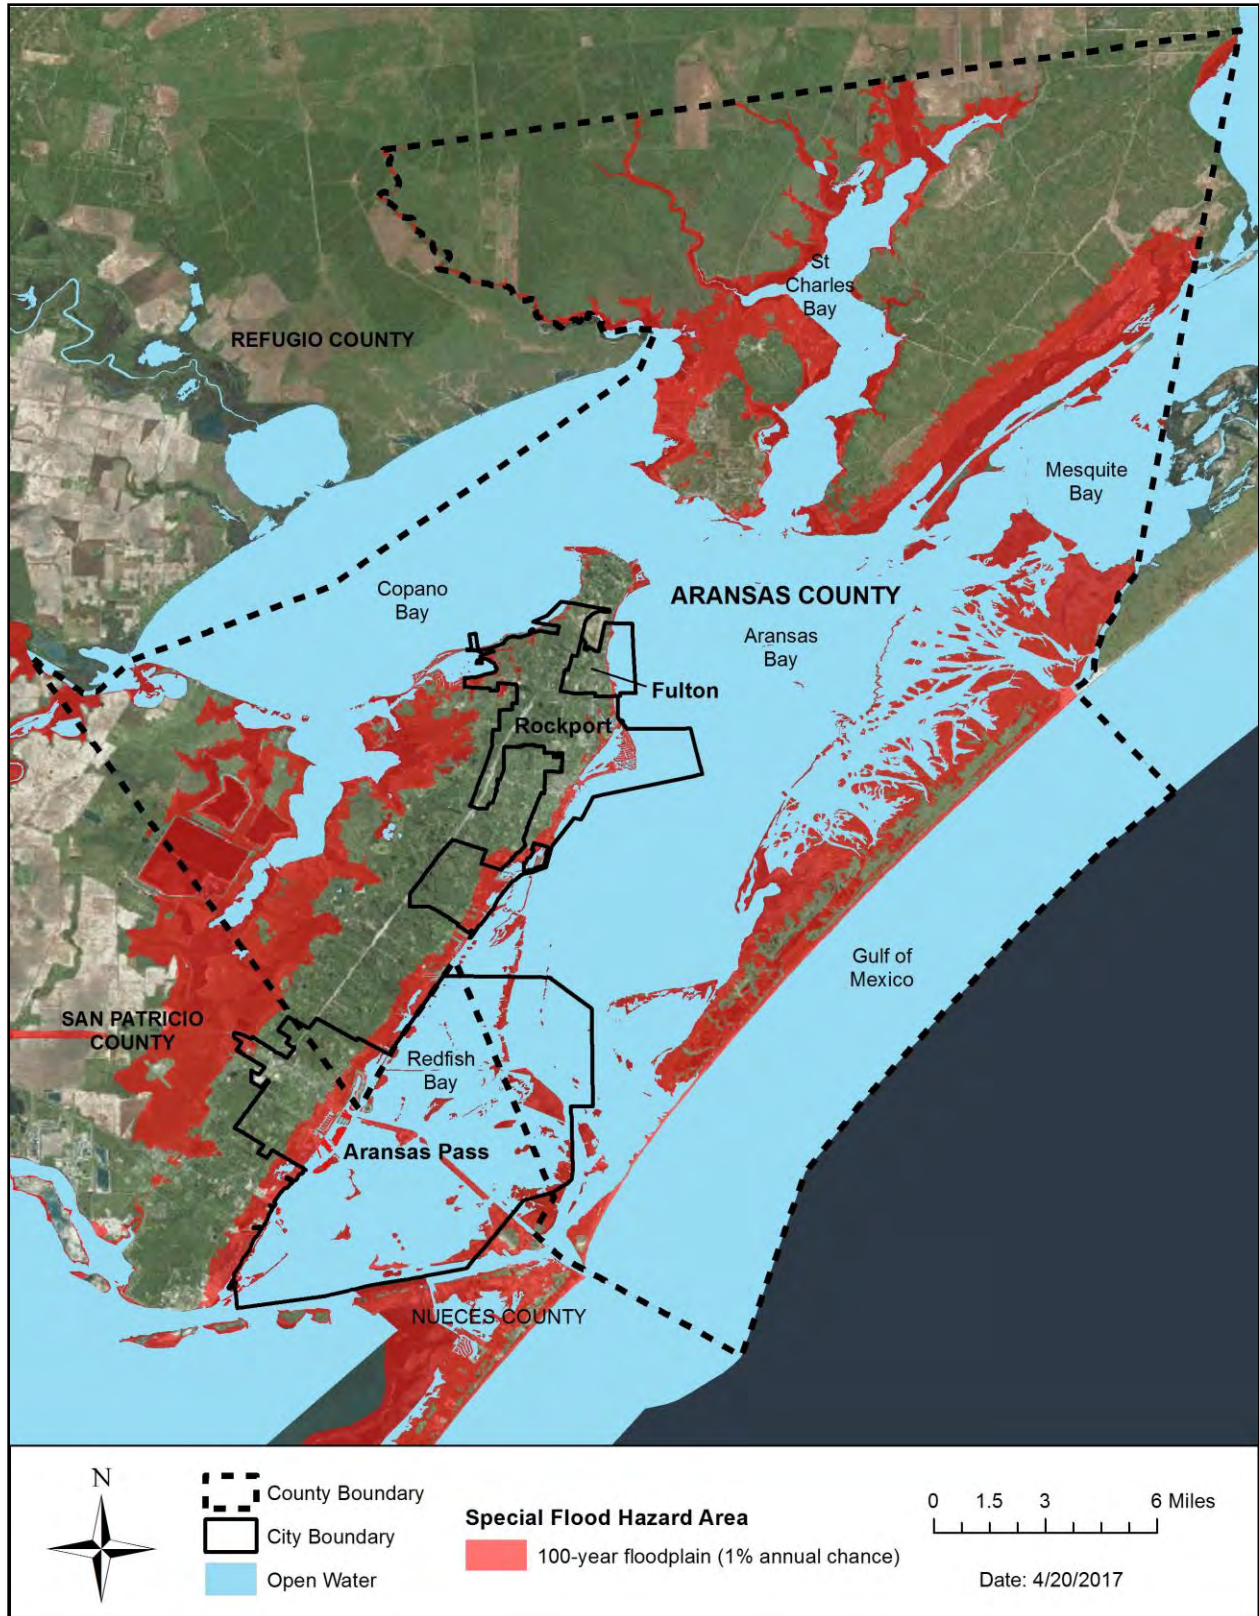 St
Charles
Bay
REFUGIO COUNTY
Mesquite
Bay
Copano
Bay
ARANSAS COUNTY
Aransas
Bay
Fulton
Rockport
Gulf of
Mexico
SAN PATRICIO
COUNTY
Redfish
Bay
Aransas Pass
NUECES COUNTY
N
County Boundary
City Boundary
Open Water
Special Flood Hazard Area
100-year floodplain (1% annual chance)
0 1.5 3 6 Miles
Date: 4/20/2017